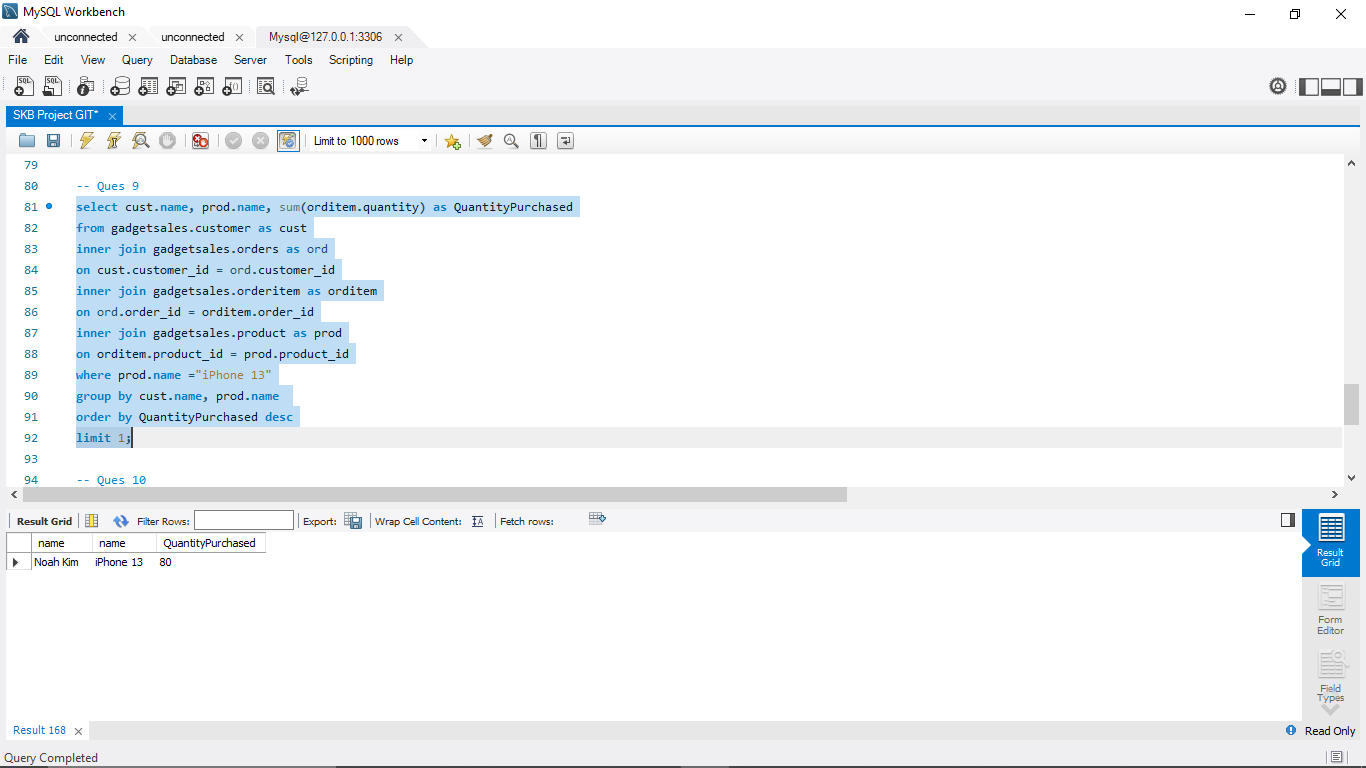 MySQL Workbench
unconnected
unconnected
Mysql@127.0.0.1:3306
File Edit View Query Database Server Tools Scripting Help
SQL SQL
SKB Project GIT*
Limit to 1000 rows
79
80 -- Ques 9
81 select cust.name, prod.name, sum(orditem.quantity) as QuantityPurchased
82 from gadgetsales.customer as cust
83 inner join gadgetsales.orders as ord
84 on cust.customer_id = ord.customer_id
85 inner join gadgetsales.orderitem as orditem
86 on ord.order_id = orditem.order_id
87 inner join gadgetsales.product as prod
88 on orditem.product_id = prod.product_id
89 where prod.name ="iPhone 13"
90 group by cust.name, prod.name
91 order by QuantityPurchased desc
92 limit 1;
93
94 -- Ques 10
Result Grid Filter Rows: Export: Wrap Cell Content: IA Fetch rows:
name name QuantityPurchased
Noah Kim iPhone 13 80
Result
Grid
Form
Editor
Field
Types
Result 168
Read Only
Query Completed